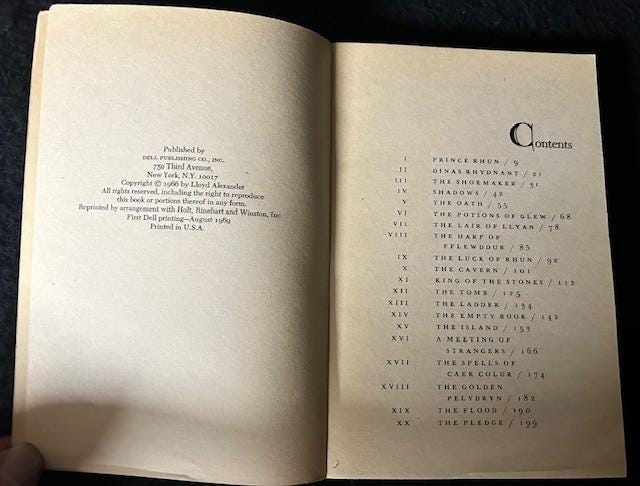 Published by
DELL PUBLISHING CO., INC.
750 Third Avenue,
New York, N.Y. 10017
Copyright © 1966 by Lloyd Alexander
All rights reserved, including the right to reproduce
this book or portions thereof in any form.
Reprinted by arrangement with Holt, Rinehart and Winston, Inc.
First Dell printing—August 1969
Printed in U.S.A.
Contents
I PRINCE RHUN / 9
II DINAS RHYDNANT / 21
III THE SHOEMAKER / 31
IV SHADOWS / 42
V THE OATH / 55
VI THE POTIONS OF GLEW / 68
VII THE LAIR OF LLYAN / 78
VIII THE HARP OF
FFLEWDDUR / 85
IX THE LUCK OF RHUN / 92
X THE CAVERN / 101
XI KING OF THE STONES / 112
XII THE TOMB / 125
XIII THE LADDER / 134
XIV THE EMPTY BOOK / 142
XV THE ISLAND / 153
XVI A MEETING OF
STRANGERS / 166
XVII THE SPELLS OF
CAER COLUR / 174
XVIII THE GOLDEN
PELYDRYN / 182
XIX THE FLOOD / 190
XX THE PLEDGE / 199